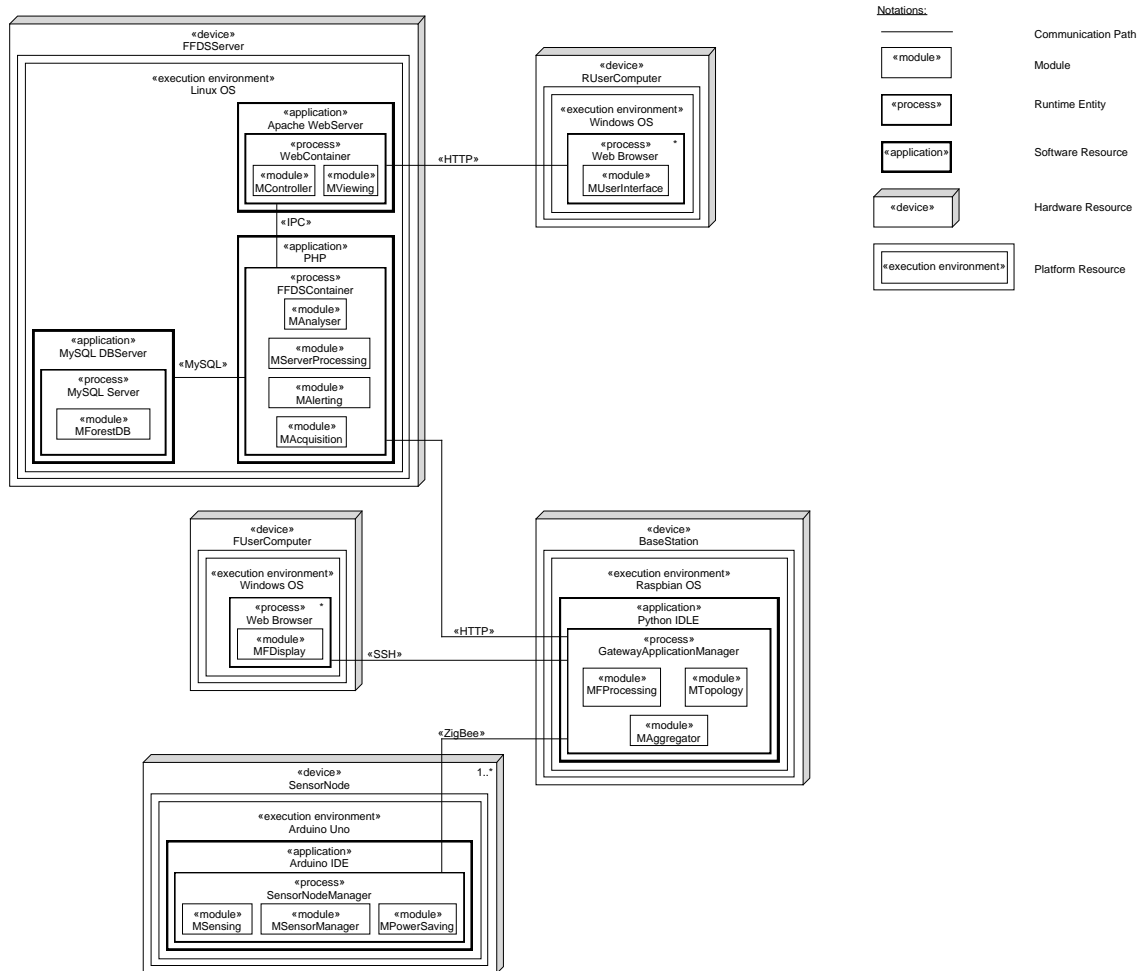 «device»
FFDSServer
«execution environment»
Linux OS
«application»
Apache WebServer
«process»
WebContainer
«module»
MController
«module»
MViewing
«IPC»
«application»
PHP
«process»
FFDSContainer
«module»
MAnalyser
«module»
MServerProcessing
«module»
MAlerting
«module»
MAcquisition
«MySQL»
«application»
MySQL DBServer
«process»
MySQL Server
«module»
MForestDB
«HTTP»
«device»
RUserComputer
«execution environment»
Windows OS
«process» *
Web Browser
«module»
MUserInterface
Notations:
Communication Path
«module»
Module
«process»
Runtime Entity
«application»
Software Resource
«device»
Hardware Resource
«execution environment»
Platform Resource
«device»
FUserComputer
«execution environment»
Windows OS
«process» *
Web Browser
«module»
MFDisplay
«HTTP»
«SSH»
«ZigBee»
«device»
BaseStation
«execution environment»
Raspbian OS
«application»
Python IDLE
«process»
GatewayApplicationManager
«module»
MFProcessing
«module»
MTopology
«module»
MAggregator
«device» 1..*
SensorNode
«execution environment»
Arduino Uno
«application»
Arduino IDE
«process»
SensorNodeManager
«module»
MSensing
«module»
MSensorManager
«module»
MPowerSaving